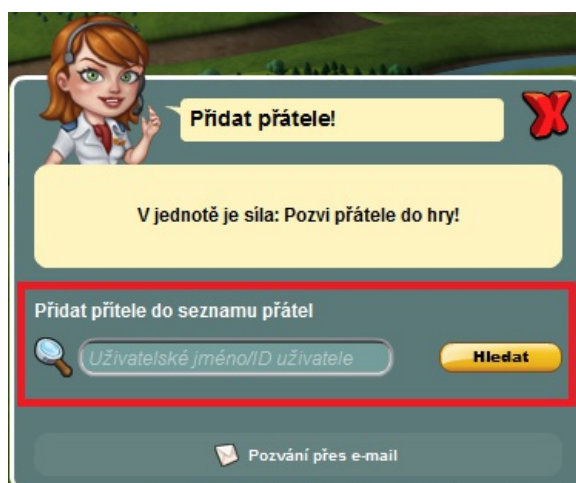 Přidat přátele!
V jednotě je síla: Pozvi přátele do hry!
Přidat přítele do seznamu přátel
Uživatelské jméno/ID uživatele
Hledat
Pozvání přes e-mail